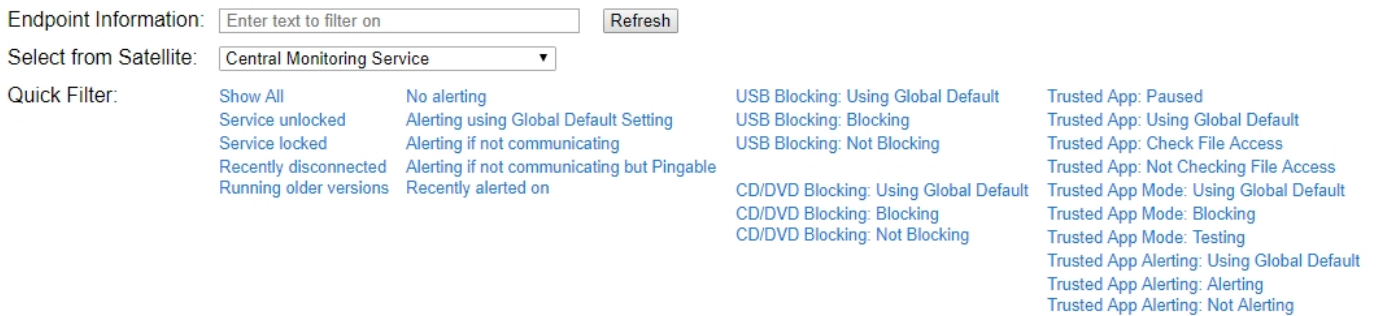 Endpoint Information: Enter text to filter on Refresh
Select from Satellite: Central Monitoring Service
Quick Filter:
Show All
Service unlocked
Service locked
Recently disconnected
Running older versions
No alerting
Alerting using Global Default Setting
Alerting if not communicating
Alerting if not communicating but Pingable
Recently alerted on
USB Blocking: Using Global Default
USB Blocking: Blocking
USB Blocking: Not Blocking
CD/DVD Blocking: Using Global Default
CD/DVD Blocking: Blocking
CD/DVD Blocking: Not Blocking
Trusted App: Paused
Trusted App: Using Global Default
Trusted App: Check File Access
Trusted App: Not Checking File Access
Trusted App Mode: Using Global Default
Trusted App Mode: Blocking
Trusted App Mode: Testing
Trusted App Alerting: Using Global Default
Trusted App Alerting: Alerting
Trusted App Alerting: Not Alerting